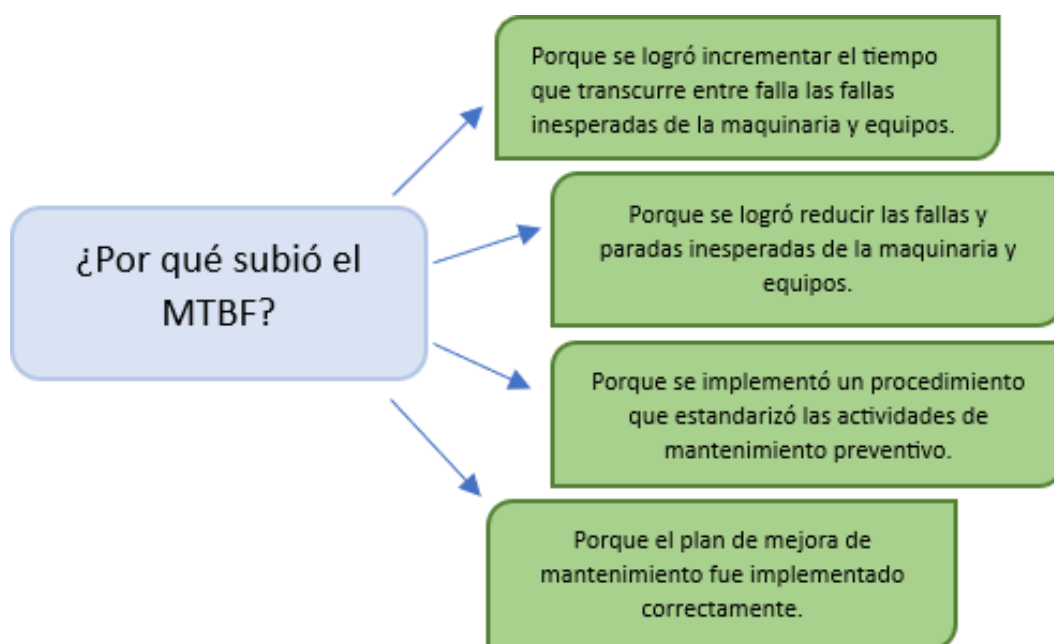 Porque se logró incrementar el tiempo
que transcurre entre falla las fallas
inesperadas de la maquinaria y equipos.
¿Por qué subió el
MTBF?
Porque se logró reducir las fallas y
paradas inesperadas de la maquinaria y
equipos.
Porque se implementó un procedimiento
que estandarizó las actividades de
mantenimiento preventivo.
Porque el plan de mejora de
mantenimiento fue implementado
correctamente.